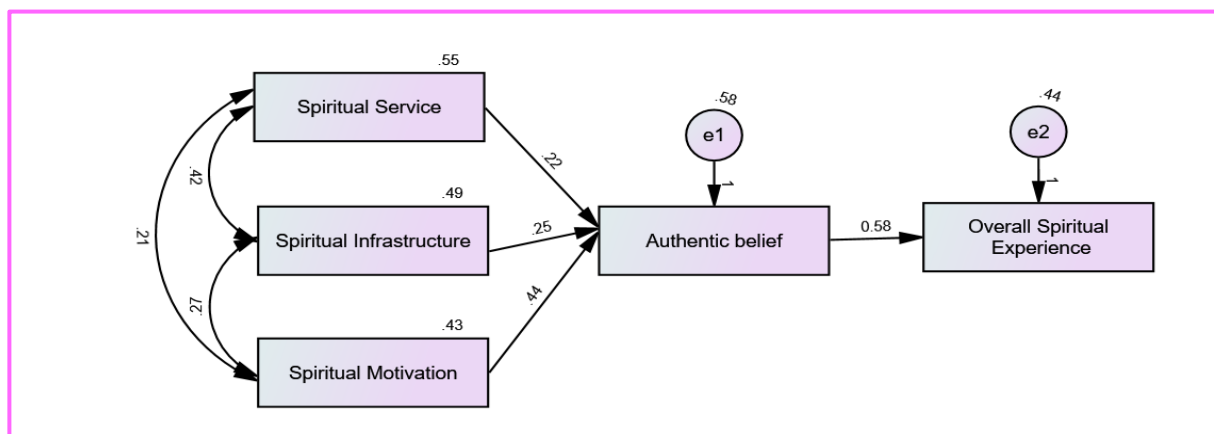 .55
Spiritual Service
.22
.42
.21
.49
Spiritual Infrastructure
.25
.27
.43
Spiritual Motivation
.44
.58
e1
1
Authentic belief
0.58
.44
e2
1
Overall Spiritual
Experience